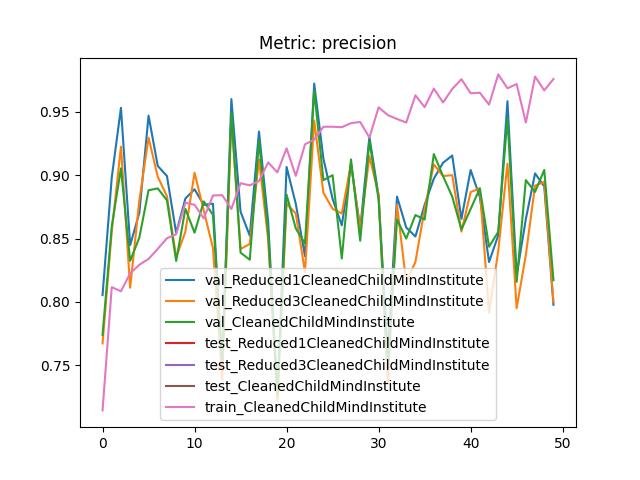 Metric: precision
0.95
0.90
0.85
0.80
0.75
val_Reduced1CleanedChildMindInstitute
val_Reduced3CleanedChildMindInstitute
val_CleanedChildMindInstitute
test_Reduced1CleanedChildMindInstitute
test_Reduced3CleanedChildMindInstitute
test_CleanedChildMindInstitute
train_CleanedChildMindInstitute
0 10 20 30 40 50